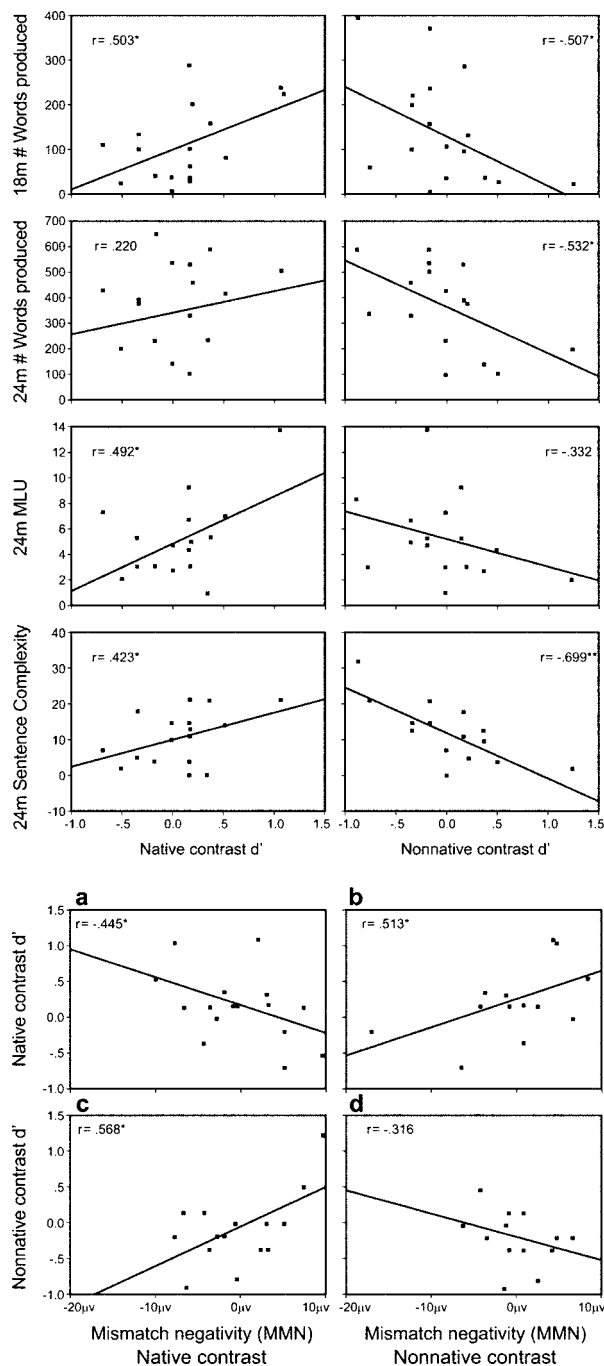 400
300
200
100
0
18m # Words produced
r= .503*
r= -.507*
700
600
500
400
300
200
100
0
24m # Words produced
r= .220
r= -.532*
14
12
10
8
6
4
2
0
24m MLU
r= .492*
r= -.332
40
30
20
10
0
-10
24m Sentence Complexity
r= .423*
r= -.699**
-1.0 -.5 0.0 .5 1.0 1.5
-1.0 -.5 0.0 .5 1.0 1.5
Native contrast d'
Nonnative contrast d'
a
b
1.5
1.0
0.5
0.0
-.5
-1.0
Native contrast d'
r= -.445*
r= .513*
c
d
1.5
1.0
0.5
0.0
-.5
-1.0
Nonnative contrast d'
r= .568*
r= -.316
-20μv -10μv 0μv 10μv
-20μv -10μv 0μv 10μv
Mismatch negativity (MMN)
Native contrast
Mismatch negativity (MMN)
Nonnative contrast